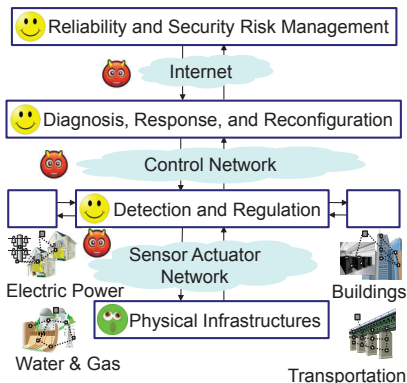 Reliability and Security Risk Management
Internet
Diagnosis, Response, and Reconfiguration
Control Network
Detection and Regulation
Sensor Actuator
Network
Electric Power
Buildings
Physical Infrastructures
Water & Gas
Transportation